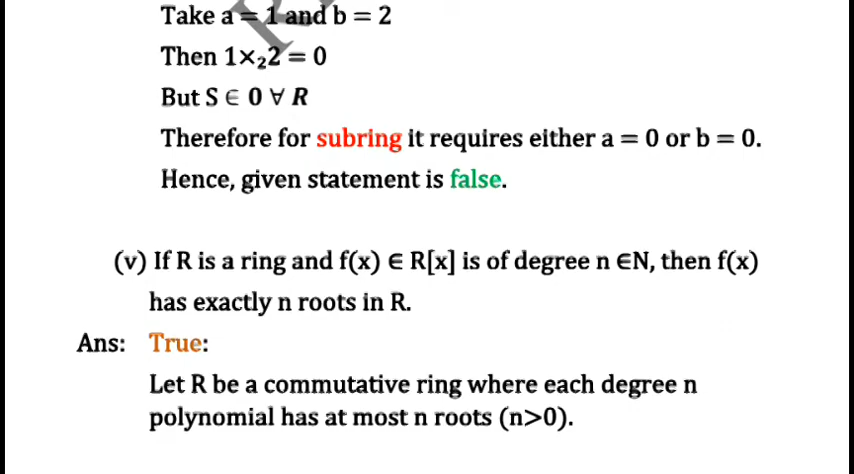 Take a = 1 and b = 2
Then 1×₂2 = 0
But S ∈ 0 ∀ R
Therefore for subring it requires either a = 0 or b = 0.
Hence, given statement is false.
(v) If R is a ring and f(x) ∈ R[x] is of degree n ∈N, then f(x)
has exactly n roots in R.
Ans: True:
Let R be a commutative ring where each degree n
polynomial has at most n roots (n>0).